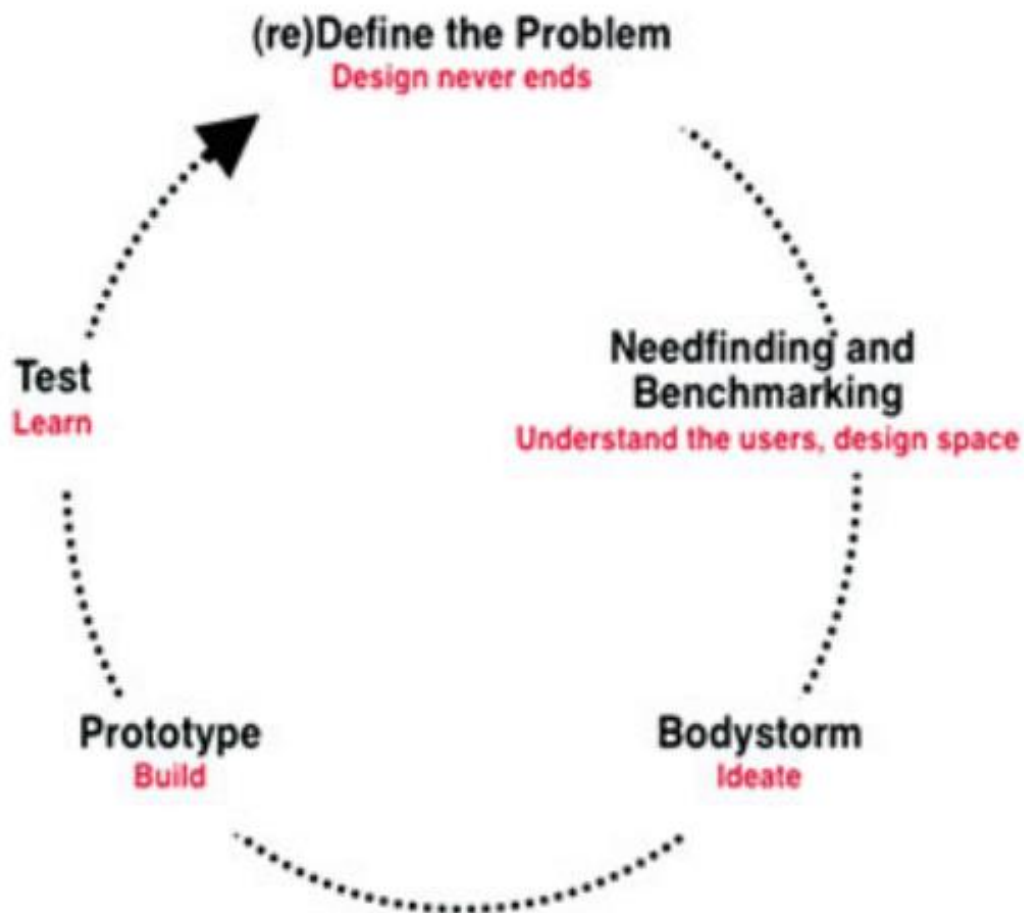 (re)Define the Problem
Design never ends
Needfinding and
Benchmarking
Understand the users, design space
Bodystorm
Ideate
Prototype
Build
Test
Learn